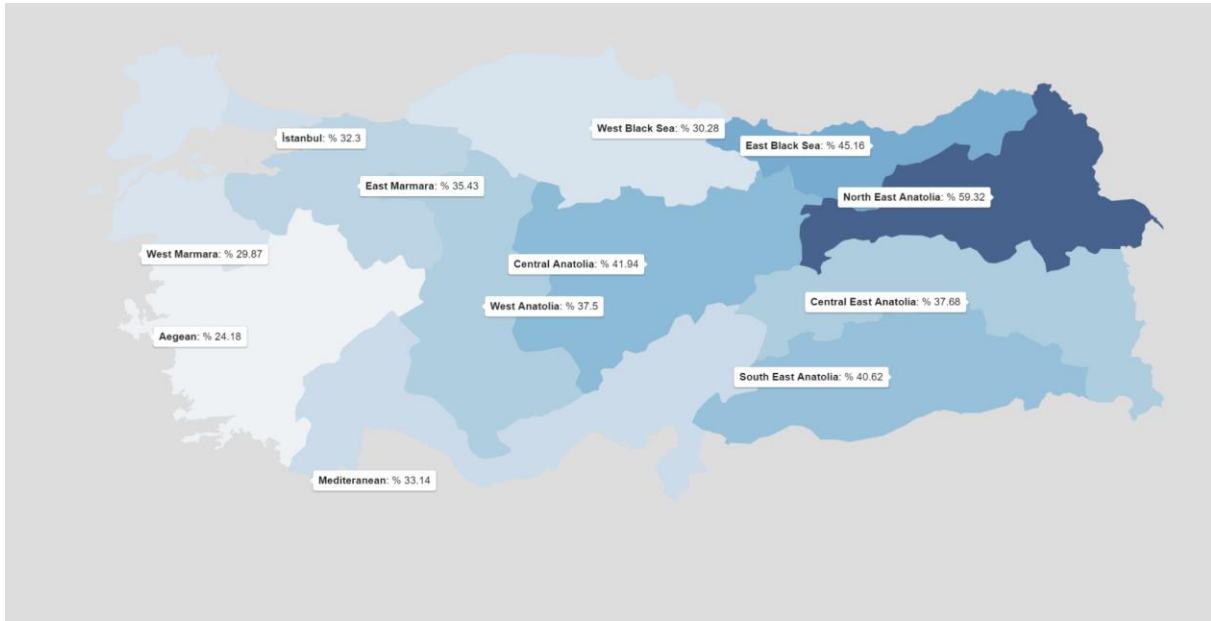 West Black Sea: % 30.28
İstanbul: % 32.3
East Black Sea: % 45.16
East Marmara: % 35.43
North East Anatolia: % 59.32
West Marmara: % 29.87
Central Anatolia: % 41.94
Central East Anatolia: % 37.68
West Anatolia: % 37.5
Aegean: % 24.18
South East Anatolia: % 40.62
Mediteranean: % 33.14